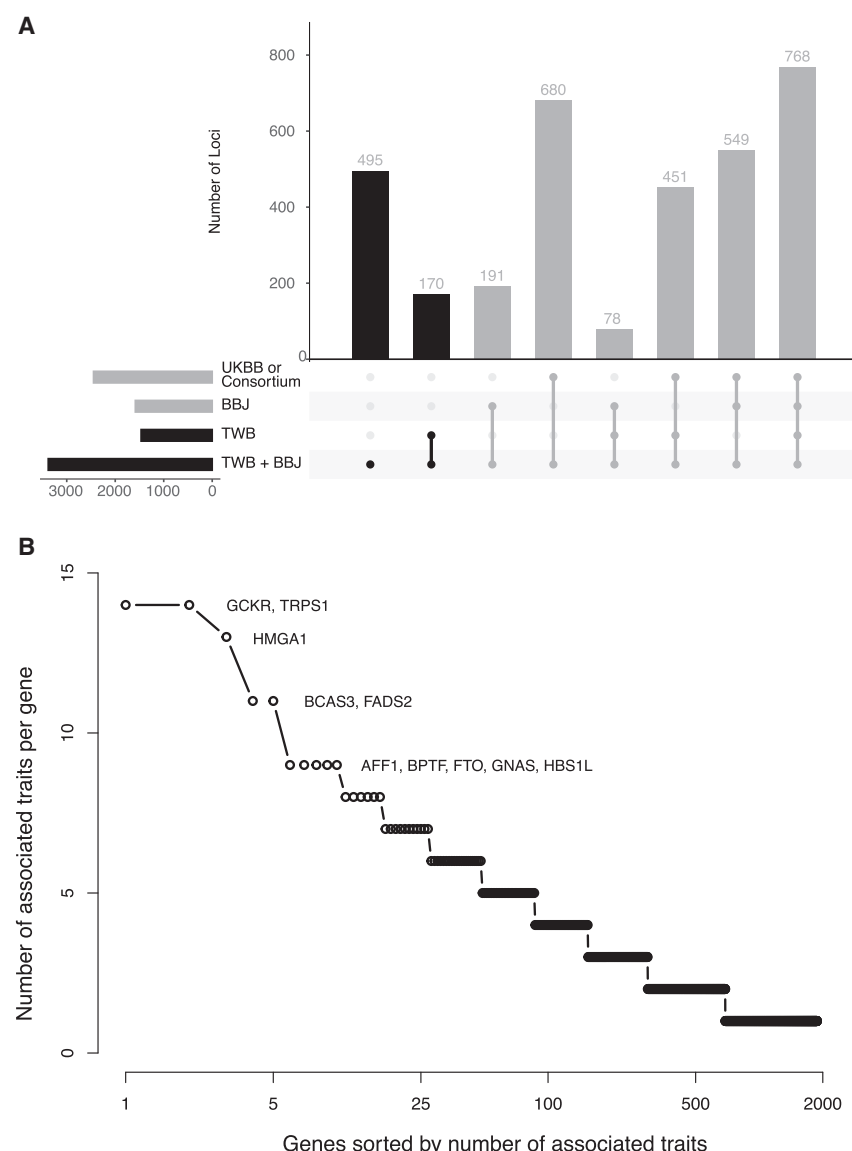 A
Number of Loci
800
600
400
200
0
495
170
191
680
78
451
549
768
UKBB or
Consortium
BBJ
TWB
TWB + BBJ
3000 2000 1000 0
B
Number of associated traits per gene
15
10
5
0
GCKR, TRPS1
HMGA1
BCAS3, FADS2
AFF1, BPTF, FTO, GNAS, HBS1L
1 5 25 100 500 2000
Genes sorted by number of associated traits